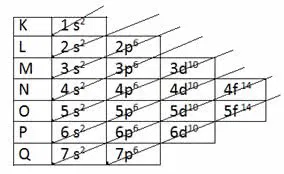 K 1s²
L 2s² 2p⁶
M 3s² 3p⁶ 3d¹⁰
N 4s² 4p⁶ 4d¹⁰ 4f¹⁴
O 5s² 5p⁶ 5d¹⁰ 5f¹⁴
P 6s² 6p⁶ 6d¹⁰
Q 7s² 7p⁶